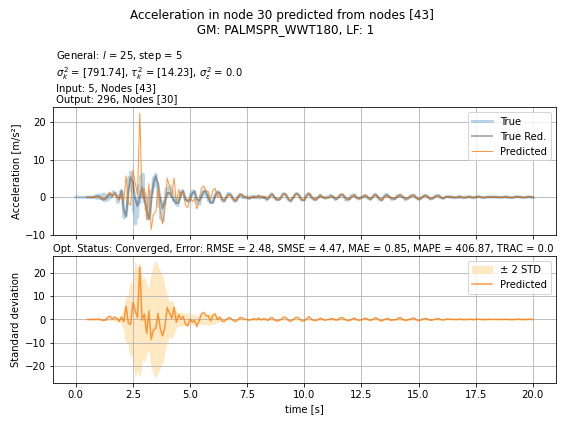 Acceleration in node 30 predicted from nodes [43]
GM: PALMSPR_WWT180, LF: 1
General: l = 25, step = 5
σ_k² = [791.74], τ_k² = [14.23], σ_ε² = 0.0
Input: 5, Nodes [43]
Output: 296, Nodes [30]
Acceleration [m/s²]
20
10
0
−10
True
True Red.
Predicted
Opt. Status: Converged, Error: RMSE = 2.48, SMSE = 4.47, MAE = 0.85, MAPE = 406.87, TRAC = 0.0
Standard deviation
20
10
0
−10
−20
± 2 STD
Predicted
0.0 2.5 5.0 7.5 10.0 12.5 15.0 17.5 20.0
time [s]